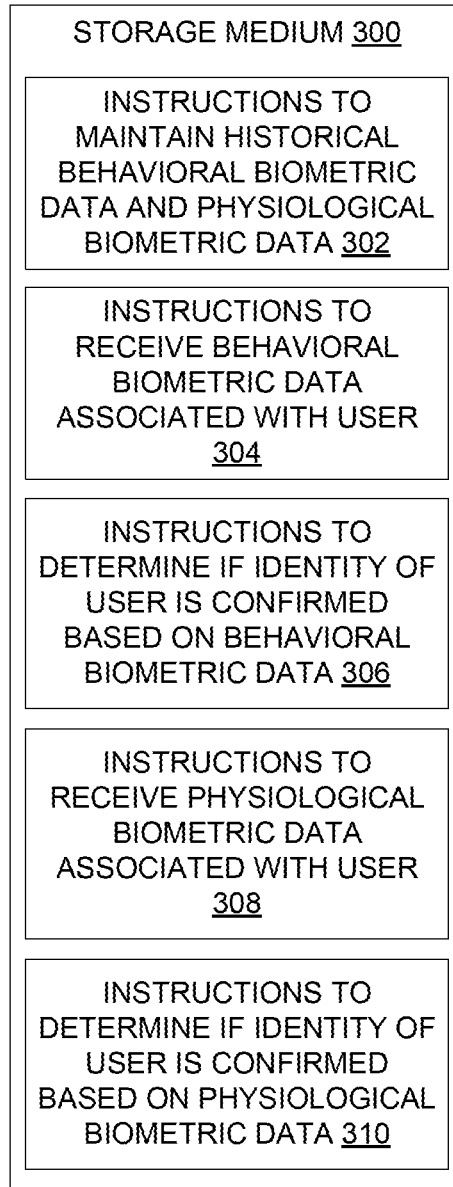 STORAGE MEDIUM 300
INSTRUCTIONS TO
MAINTAIN HISTORICAL
BEHAVIORAL BIOMETRIC
DATA AND PHYSIOLOGICAL
BIOMETRIC DATA 302
INSTRUCTIONS TO
RECEIVE BEHAVIORAL
BIOMETRIC DATA
ASSOCIATED WITH USER
304
INSTRUCTIONS TO
DETERMINE IF IDENTITY OF
USER IS CONFIRMED
BASED ON BEHAVIORAL
BIOMETRIC DATA 306
INSTRUCTIONS TO
RECEIVE PHYSIOLOGICAL
BIOMETRIC DATA
ASSOCIATED WITH USER
308
INSTRUCTIONS TO
DETERMINE IF IDENTITY OF
USER IS CONFIRMED
BASED ON PHYSIOLOGICAL
BIOMETRIC DATA 310